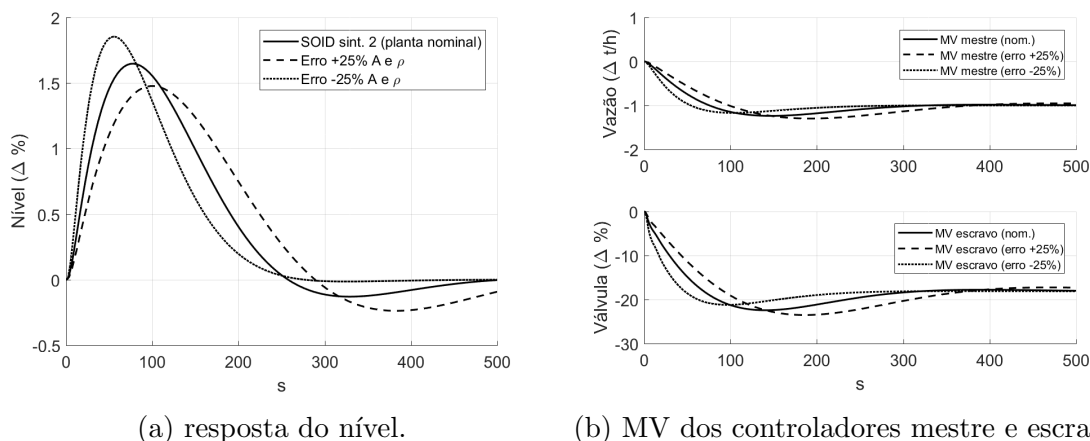 1.5
1
0.5
0
-0.5
Nível (Δ %)
0 100 200 300 400 500
s
SOID sint. 2 (planta nominal)
Erro +25% A e ρ
Erro -25% A e ρ
(a) resposta do nível.
1
0
-1
-2
Vazão (Δ t/h)
0 100 200 300 400 500
MV mestre (nom.)
MV mestre (erro +25%)
MV mestre (erro -25%)
0
-10
-20
-30
Válvula (Δ %)
0 100 200 300 400 500
s
MV escravo (nom.)
MV escravo (erro +25%)
MV escravo (erro -25%)
(b) MV dos controladores mestre e escra